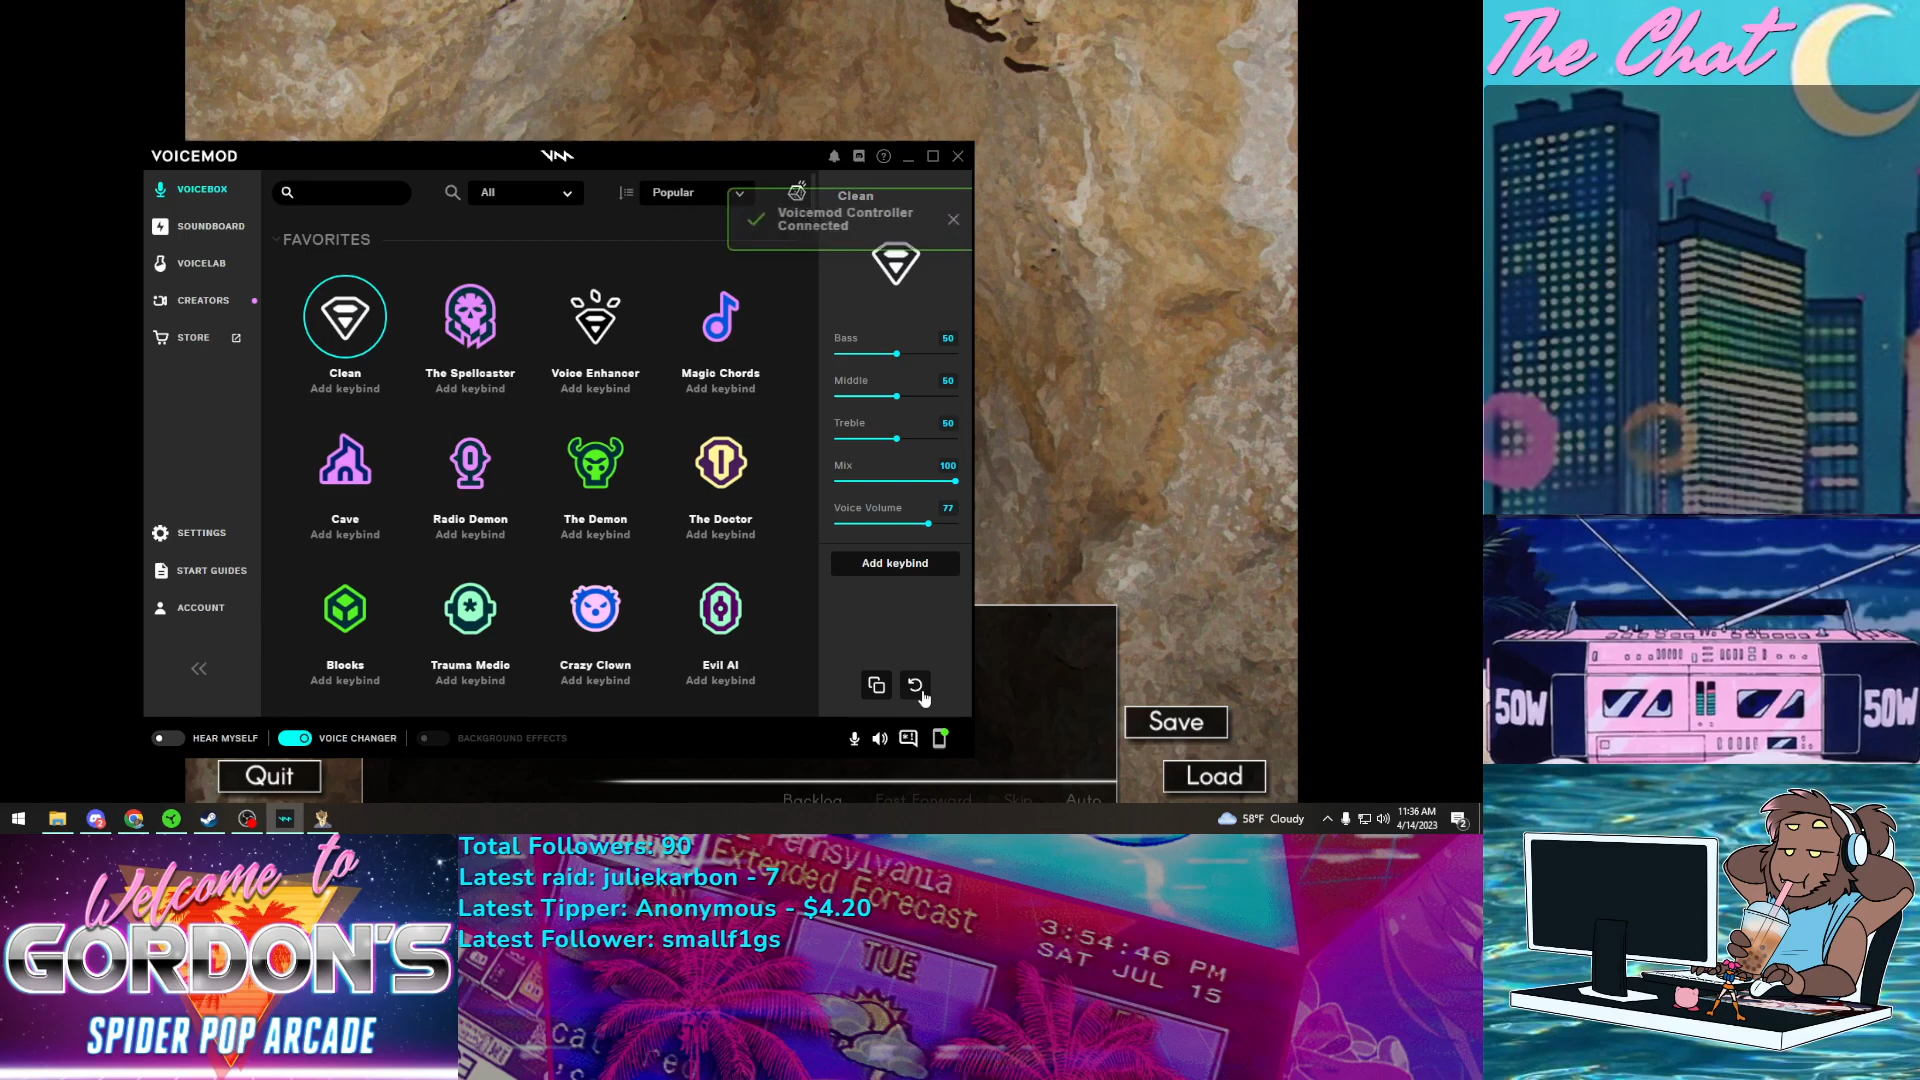 The Chat
VOICEMOD
VOICEBOX
SOUNDBOARD
VOICELAB
CREATORS
STORE
SETTINGS
START GUIDES
ACCOUNT
All
Popular
Clean
Voicemod Controller
Connected
FAVORITES
Clean
Add keybind
The Spellcaster
Add keybind
Voice Enhancer
Add keybind
Magic Chords
Add keybind
Cave
Add keybind
Radio Demon
Add keybind
The Demon
Add keybind
The Doctor
Add keybind
Blocks
Add keybind
Trauma Medic
Add keybind
Crazy Clown
Add keybind
Evil AI
Add keybind
Bass 50
Middle 50
Treble 50
Mix 100
Voice Volume 77
Add keybind
HEAR MYSELF
VOICE CHANGER
BACKGROUND EFFECTS
Save
Quit
Load
Backlog Fast Forward Skip Auto
58°F Cloudy
11:36 AM
4/14/2023
2
50W
50W
Welcome to
GORDON'S
SPIDER POP ARCADE
Total Followers: 90
Latest raid: juliekarbon - 7
Latest Tipper: Anonymous - $4.20
Latest Follower: smallf1gs
Pennsylvania
Extended Forecast
3:54:46 PM
SAT JUL 15
TUE